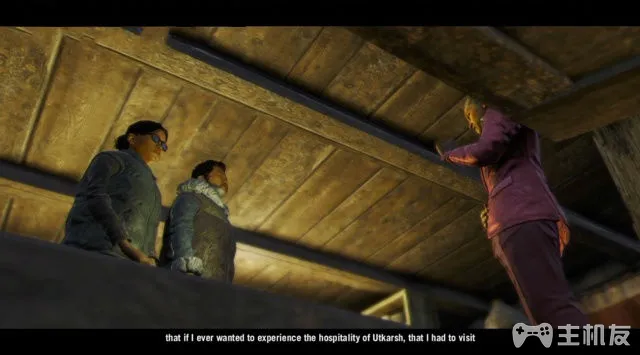 that if I ever wanted to experience the hospitality of Utkarsh, that I had to visit
主机友